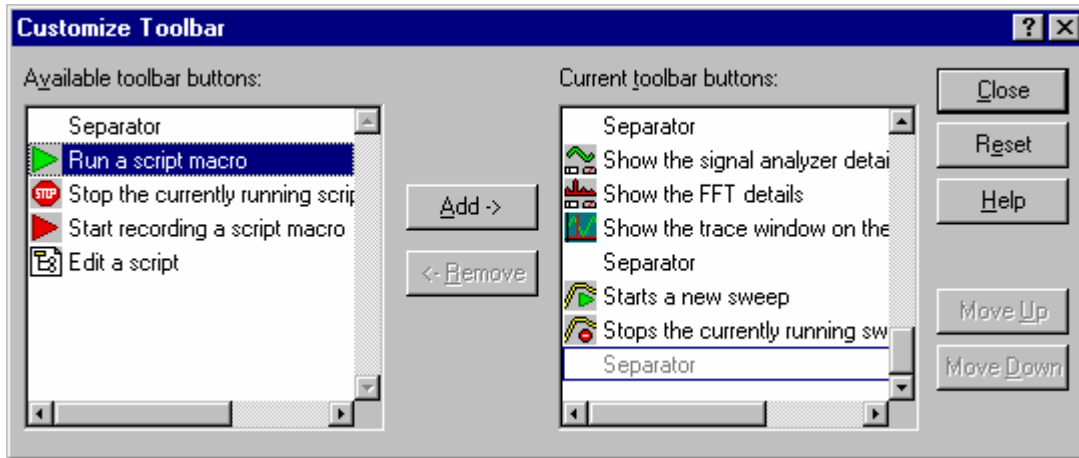 Customize Toolbar
Available toolbar buttons:
Separator
Run a script macro
STOP Stop the currently running scrip
Start recording a script macro
Edit a script
Add ->
<- Remove
Current toolbar buttons:
Separator
Show the signal analyzer detai
Show the FFT details
Show the trace window on the
Separator
Starts a new sweep
Stops the currently running sw
Separator
Close
Reset
Help
Move Up
Move Down